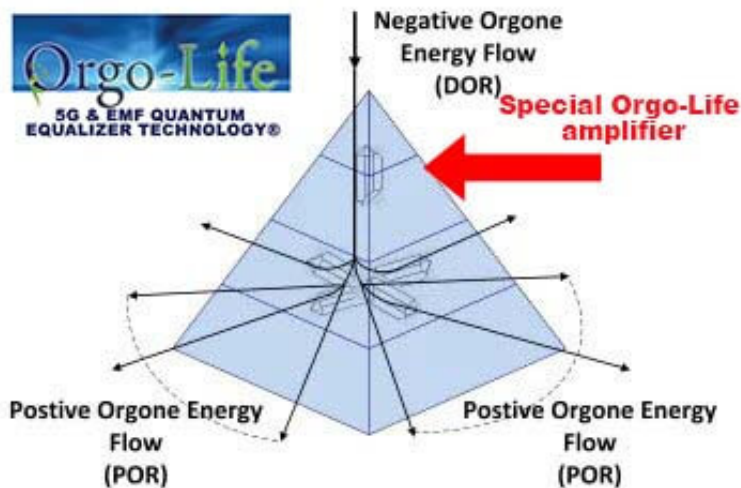 Orgo-Life
5G & EMF QUANTUM
EQUALIZER TECHNOLOGY®
Negative Orgone
Energy Flow
(DOR)
Special Orgo-Life
amplifier
Postive Orgone Energy
Flow
(POR)
Postive Orgone Energy
Flow
(POR)